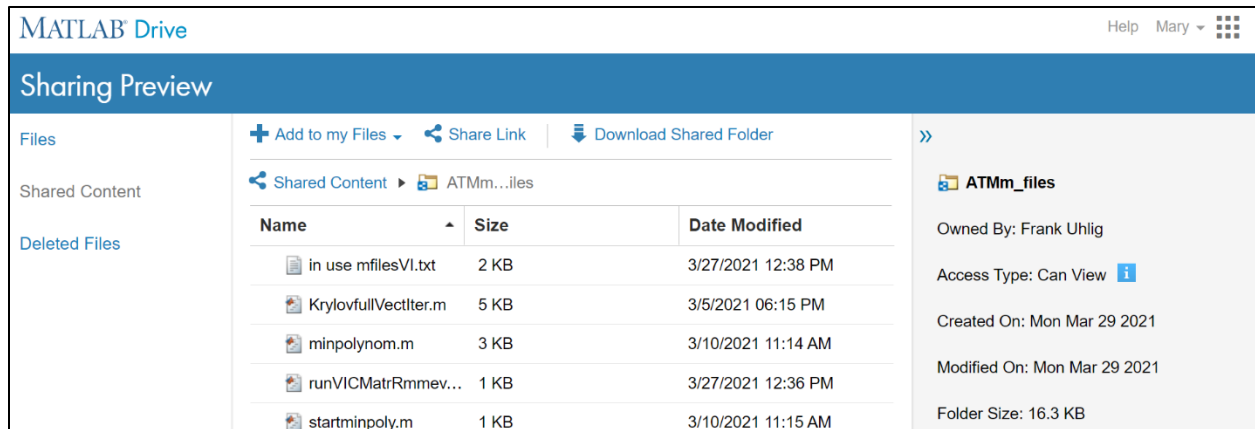 MATLAB® Drive
Help Mary
Sharing Preview
Files
Shared Content
Deleted Files
Add to my Files
Share Link
Download Shared Folder
Shared Content ATMm...iles
Name Size Date Modified
in use mfilesVI.txt 2 KB 3/27/2021 12:38 PM
KrylovfullVectIter.m 5 KB 3/5/2021 06:15 PM
minpolynom.m 3 KB 3/10/2021 11:14 AM
runVICMatrRmmev... 1 KB 3/27/2021 12:36 PM
startminpoly.m 1 KB 3/10/2021 11:15 AM
»
ATMm_files
Owned By: Frank Uhlig
Access Type: Can View i
Created On: Mon Mar 29 2021
Modified On: Mon Mar 29 2021
Folder Size: 16.3 KB